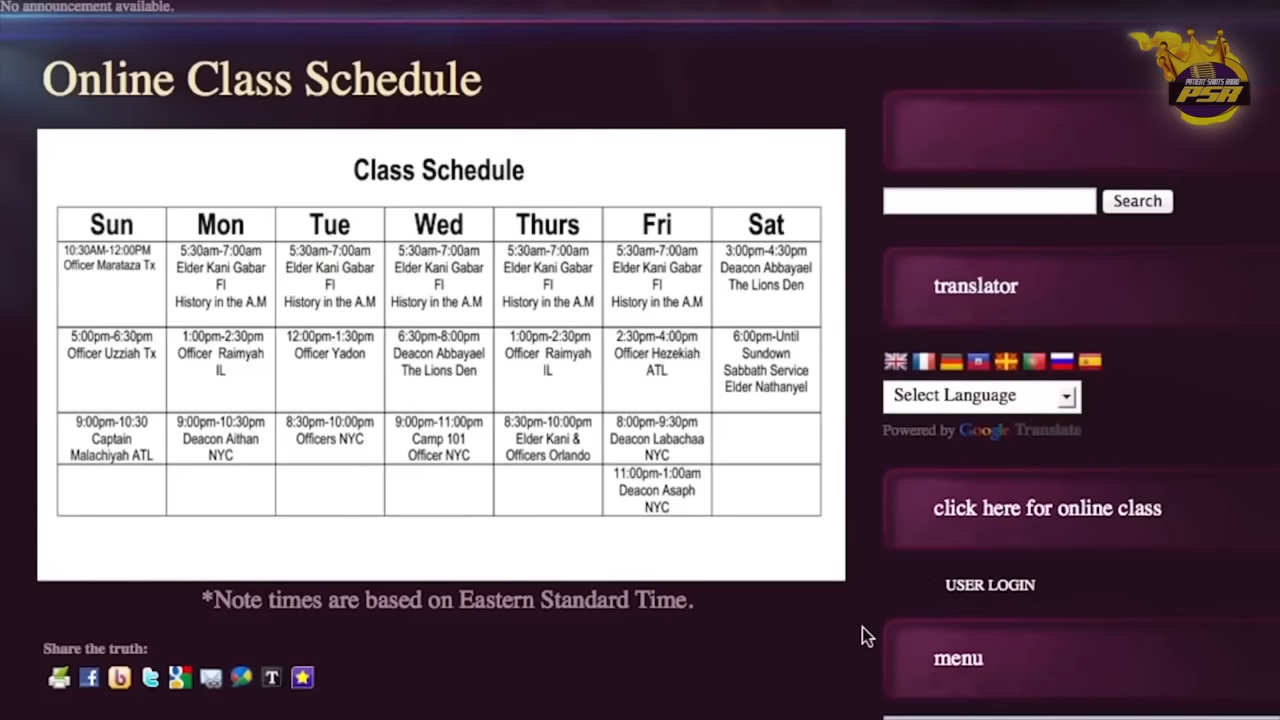 No announcement available.
PATIENT SAINTS RADIO
PSR
Online Class Schedule
Class Schedule
Sun Mon Tue Wed Thurs Fri Sat
10:30AM-12:00PM
Officer Marataza Tx
5:30am-7:00am
Elder Kani Gabar
Fl
History in the A.M
5:30am-7:00am
Elder Kani Gabar
Fl
History in the A.M
5:30am-7:00am
Elder Kani Gabar
Fl
History in the A.M
5:30am-7:00am
Elder Kani Gabar
Fl
History in the A.M
5:30am-7:00am
Elder Kani Gabar
Fl
History in the A.M
3:00pm-4:30pm
Deacon Abbayael
The Lions Den
5:00pm-6:30pm
Officer Uzziah Tx
1:00pm-2:30pm
Officer Raimyah
IL
12:00pm-1:30pm
Officer Yadon
6:30pm-8:00pm
Deacon Abbayael
The Lions Den
1:00pm-2:30pm
Officer Raimyah
IL
2:30pm-4:00pm
Officer Hezekiah
ATL
6:00pm-Until
Sundown
Sabbath Service
Elder Nathanyel
9:00pm-10:30
Captain
Malachiyah ATL
9:00pm-10:30pm
Deacon Aithan
NYC
8:30pm-10:00pm
Officers NYC
9:00pm-11:00pm
Camp 101
Officer NYC
8:30pm-10:00pm
Elder Kani &
Officers Orlando
8:00pm-9:30pm
Deacon Labachaa
NYC
11:00pm-1:00am
Deacon Asaph
NYC
*Note times are based on Eastern Standard Time.
Share the truth:
Search
translator
Select Language
Powered by Google Translate
click here for online class
USER LOGIN
menu